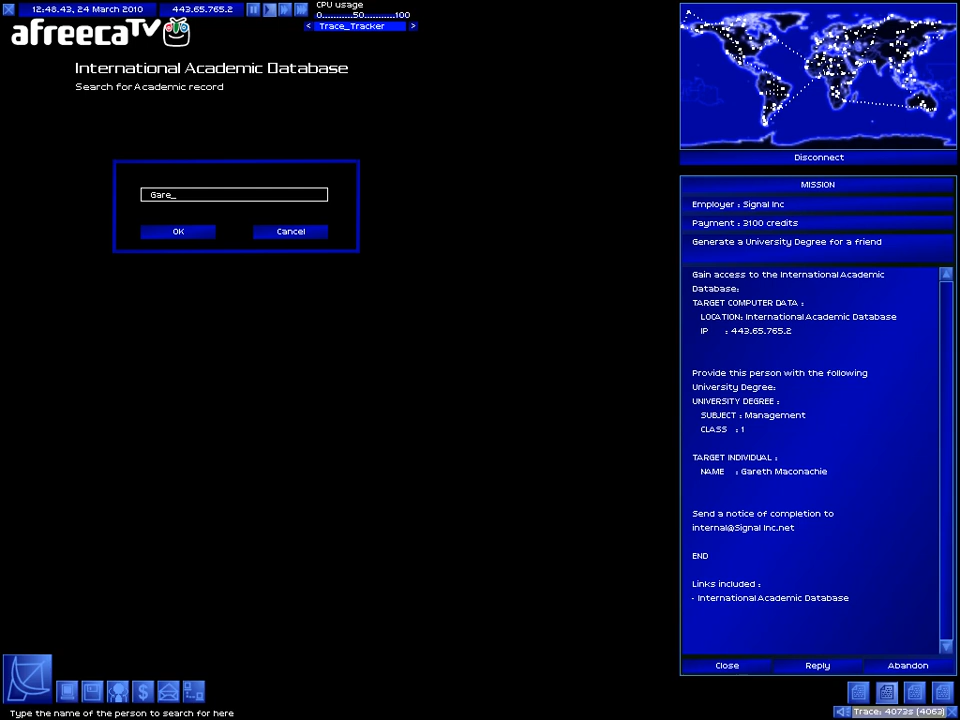 12:48.43, 24 March 2010
443.65.765.2
CPU usage
0..........50..........100
< Trace_Tracker >
afreecaTV
International Academic Database
Search for Academic record
Gare_
OK
Cancel
Disconnect
MISSION
Employer : Signal Inc
Payment : 3100 credits
Generate a University Degree for a friend
Gain access to the International Academic
Database:
TARGET COMPUTER DATA :
LOCATION: International Academic Database
IP : 443.65.765.2
Provide this person with the following
University Degree:
UNIVERSITY DEGREE :
SUBJECT : Management
CLASS : 1
TARGET INDIVIDUAL :
NAME : Gareth Maconachie
Send a notice of completion to
internal@Signal Inc.net
END
Links included :
- International Academic Database
Close
Reply
Abandon
Type the name of the person to search for here
Trace: 4073s (4063)